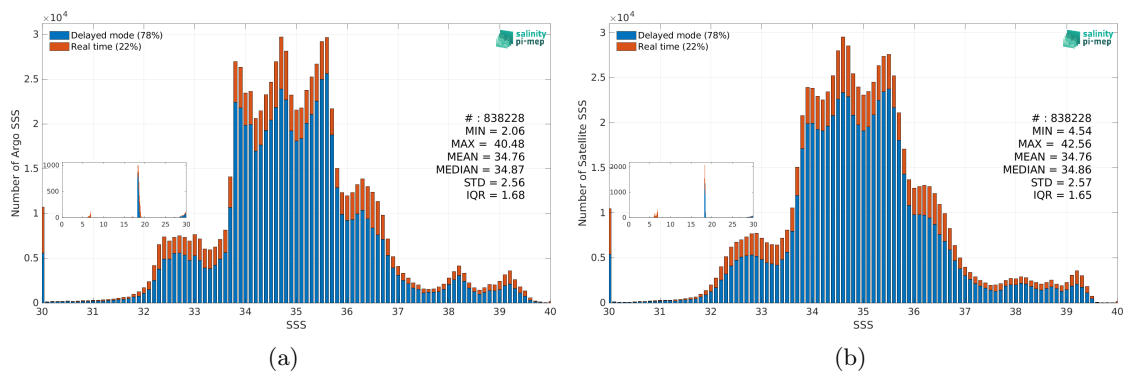 ×10⁴
Delayed mode (78%)
Real time (22%)
salinity
pi-mep
# : 838228
MIN = 2.06
MAX = 40.48
MEAN = 34.76
MEDIAN = 34.87
STD = 2.56
IQR = 1.68
Number of Argo SSS
3
2.5
2
1.5
1
0.5
0
1000
500
0
0 5 10 15 20 25 30
30 31 32 33 34 35 36 37 38 39 40
SSS
(a)
×10⁴
Delayed mode (78%)
Real time (22%)
salinity
pi-mep
# : 838228
MIN = 4.54
MAX = 42.56
MEAN = 34.76
MEDIAN = 34.86
STD = 2.57
IQR = 1.65
Number of Satellite SSS
3
2.5
2
1.5
1
0.5
0
2000
1000
0
0 5 10 15 20 25 30
30 31 32 33 34 35 36 37 38 39 40
SSS
(b)